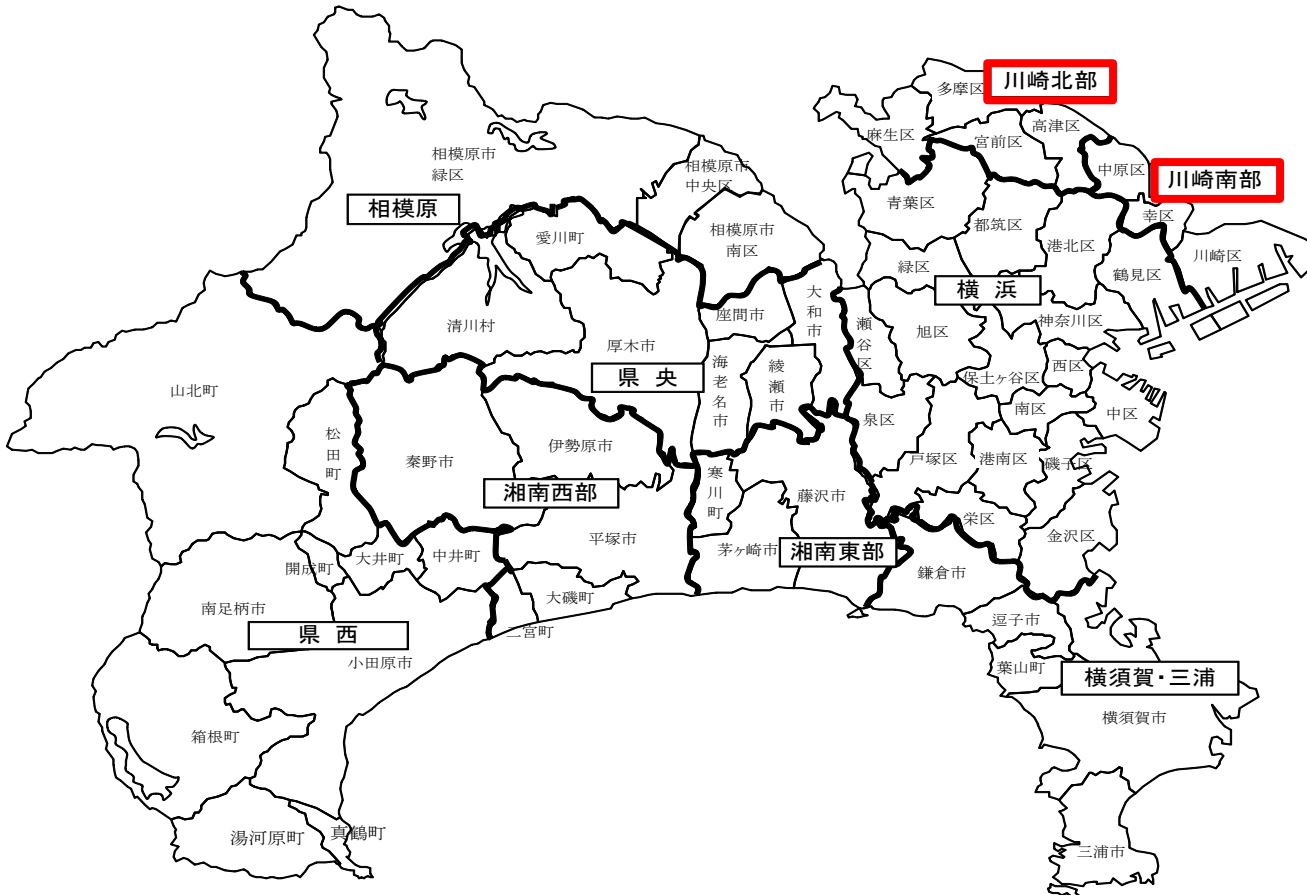 川崎北部
多摩区
高津区
麻生区
宮前区
中原区
川崎南部
相模原市
緑区
相模原市
中央区
青葉区
幸区
相模原
都筑区
相模原市
南区
愛川町
港北区
川崎区
緑区
鶴見区
横 浜
清川村
座間市
大和市
瀬谷区
旭区
神奈川区
厚木市
県 央
海老名市
綾瀬市
保土ヶ谷区
西区
山北町
南区
中区
松田町
秦野市
伊勢原市
泉区
戸塚区
港南区
磯子区
湘南西部
寒川町
藤沢市
栄区
金沢区
平塚市
茅ヶ崎市
湘南東部
開成町
大井町
中井町
鎌倉市
南足柄市
大磯町
県 西
二宮町
逗子市
小田原市
葉山町
横須賀・三浦
横須賀市
箱根町
湯河原町
真鶴町
三浦市